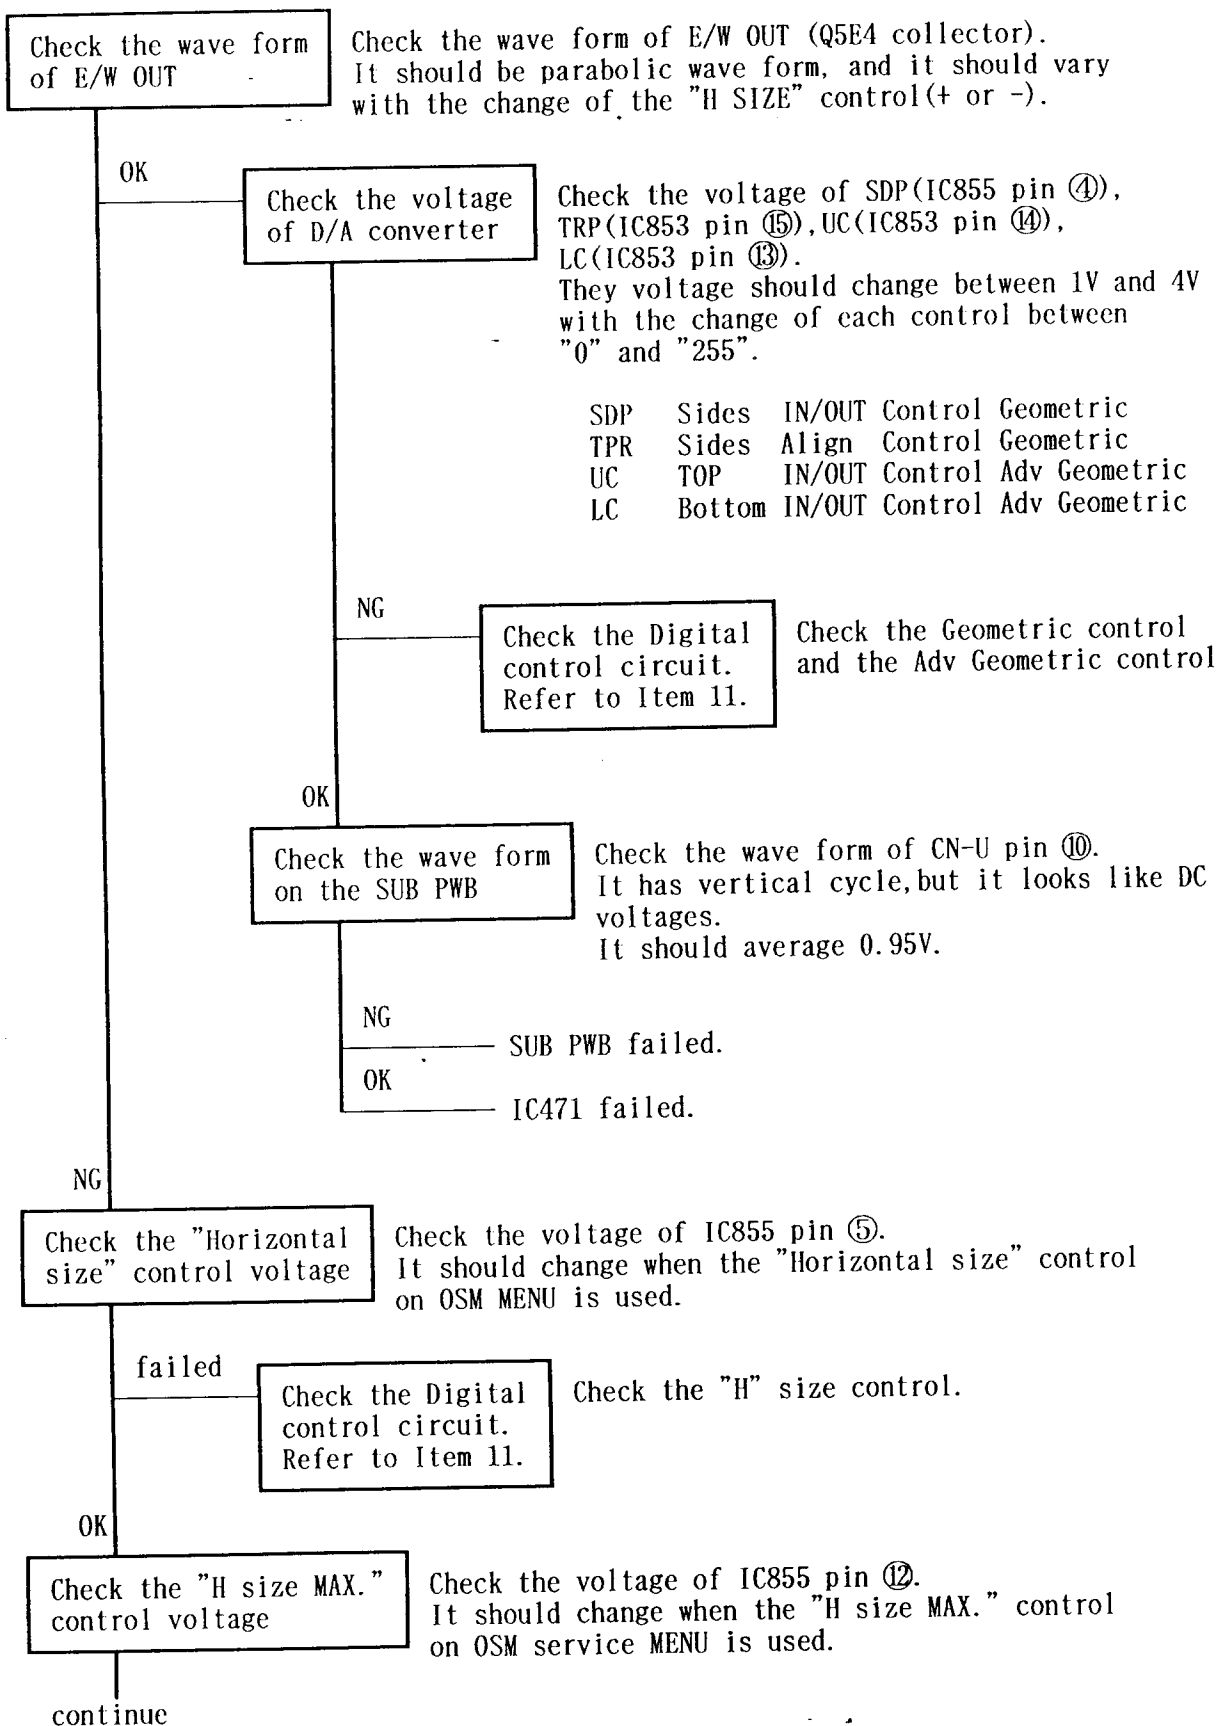 Check the wave form
of E/W OUT
Check the wave form of E/W OUT (Q5E4 collector).
It should be parabolic wave form, and it should vary
with the change of the "H SIZE" control(+ or -).
OK
Check the voltage
of D/A converter
Check the voltage of SDP(IC855 pin ④),
TRP(IC853 pin ⑮),UC(IC853 pin ⑭),
LC(IC853 pin ⑬).
They voltage should change between 1V and 4V
with the change of each control between
"0" and "255".
SDP Sides IN/OUT Control Geometric
TPR Sides Align Control Geometric
UC TOP IN/OUT Control Adv Geometric
LC Bottom IN/OUT Control Adv Geometric
NG
Check the Digital
control circuit.
Refer to Item 11.
Check the Geometric control
and the Adv Geometric control
OK
Check the wave form
on the SUB PWB
Check the wave form of CN-U pin ⑩.
It has vertical cycle,but it looks like DC
voltages.
It should average 0.95V.
NG
SUB PWB failed.
OK
IC471 failed.
NG
Check the "Horizontal
size" control voltage
Check the voltage of IC855 pin ⑤.
It should change when the "Horizontal size" control
on OSM MENU is used.
failed
Check the Digital
control circuit.
Refer to Item 11.
Check the "H" size control.
OK
Check the "H size MAX."
control voltage
Check the voltage of IC855 pin ⑫.
It should change when the "H size MAX." control
on OSM service MENU is used.
continue